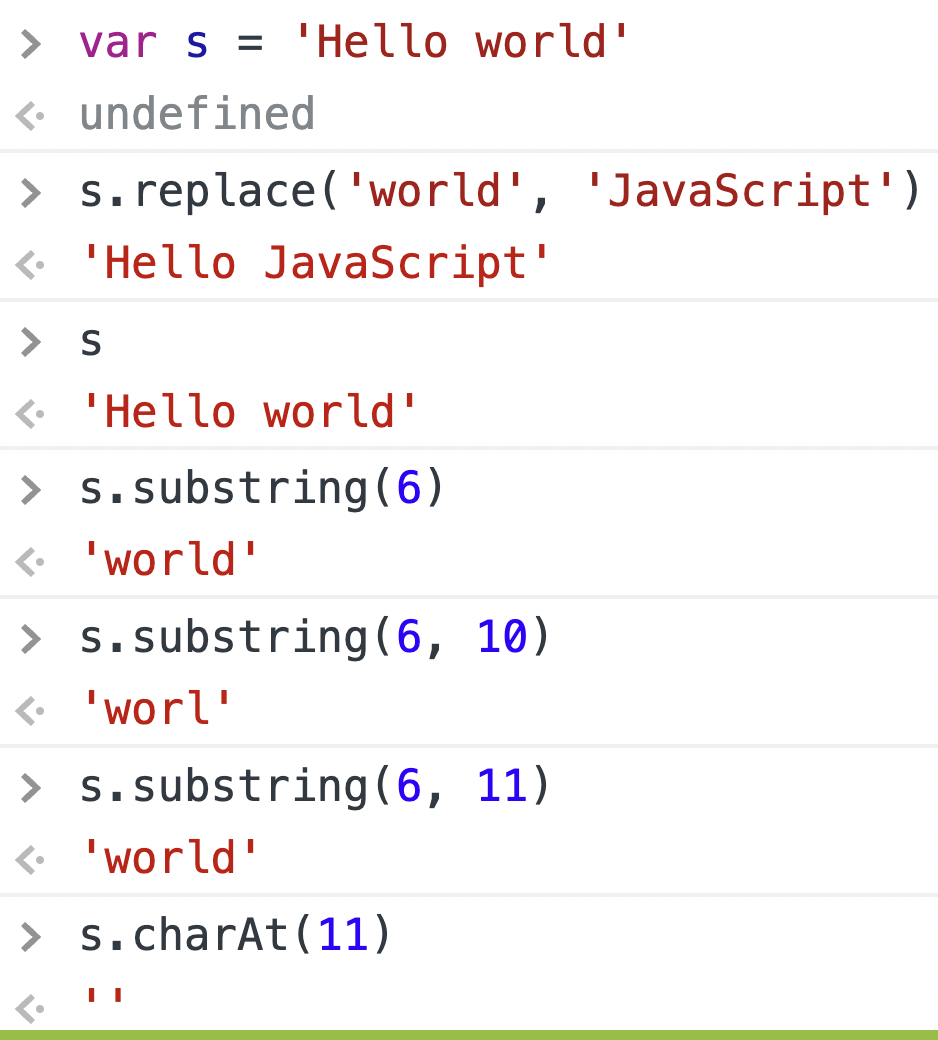 > var s = 'Hello world'
undefined
> s.replace('world', 'JavaScript')
'Hello JavaScript'
> s
'Hello world'
> s.substring(6)
'world'
> s.substring(6, 10)
'worl'
> s.substring(6, 11)
'world'
> s.charAt(11)
''